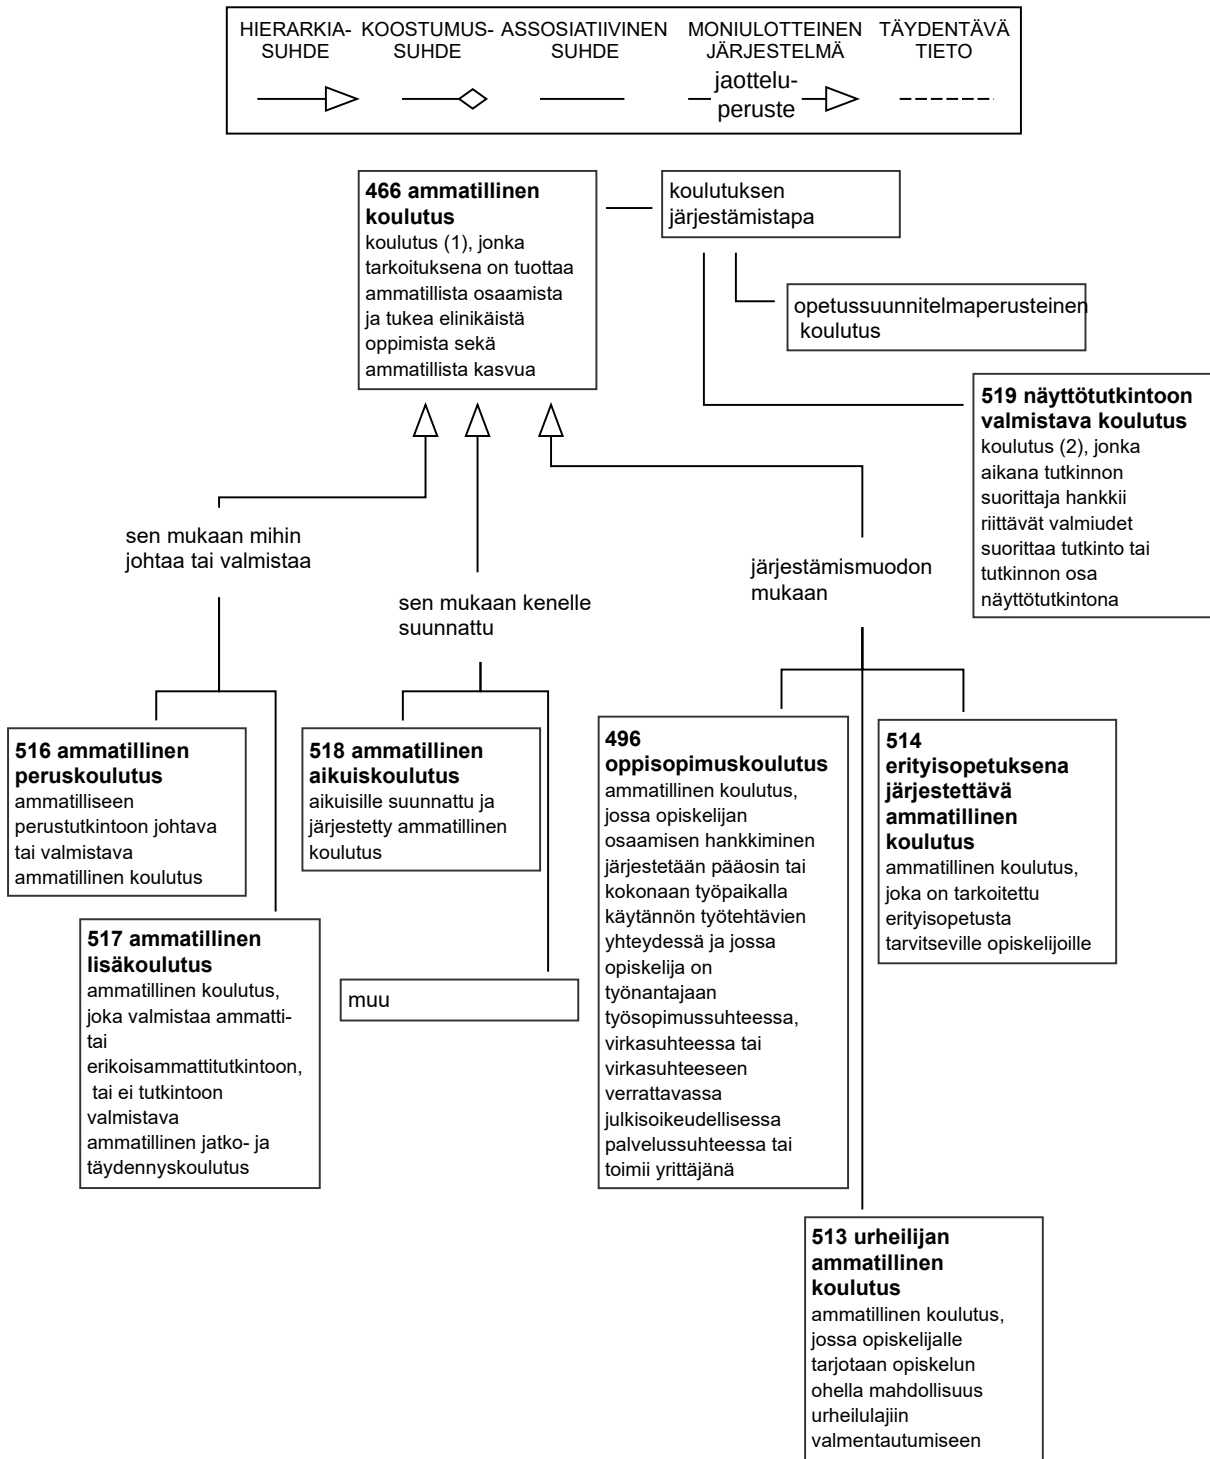 HIERARKIA-
SUHDE
KOOSTUMUS-
SUHDE
ASSOSIATIIVINEN
SUHDE
MONIULOTTEINEN
JÄRJESTELMÄ
TÄYDENTÄVÄ
TIETO
jaottelu-
peruste
466 ammatillinen
koulutus
koulutus (1), jonka
tarkoituksena on tuottaa
ammatillista osaamista
ja tukea elinikäistä
oppimista sekä
ammatillista kasvua
koulutuksen
järjestämistapa
opetussuunnitelmaperusteinen
koulutus
519 näyttötutkintoon
valmistava koulutus
koulutus (2), jonka
aikana tutkinnon
suorittaja hankkii
riittävät valmiudet
suorittaa tutkinto tai
tutkinnon osa
näyttötutkintona
sen mukaan mihin
johtaa tai valmistaa
sen mukaan kenelle
suunnattu
järjestämismuodon
mukaan
516 ammatillinen
peruskoulutus
ammatilliseen
perustutkintoon johtava
tai valmistava
ammatillinen koulutus
517 ammatillinen
lisäkoulutus
ammatillinen koulutus,
joka valmistaa ammatti-
tai
erikoisammattitutkintoon,
tai ei tutkintoon
valmistava
ammatillinen jatko- ja
täydennyskoulutus
518 ammatillinen
aikuiskoulutus
aikuisille suunnattu ja
järjestetty ammatillinen
koulutus
muu
496
oppisopimuskoulutus
ammatillinen koulutus,
jossa opiskelijan
osaamisen hankkiminen
järjestetään pääosin tai
kokonaan työpaikalla
käytännön työtehtävien
yhteydessä ja jossa
opiskelija on
työnantajaan
työsopimussuhteessa,
virkasuhteessa tai
virkasuhteeseen
verrattavassa
julkisoikeudellisessa
palvelussuhteessa tai
toimii yrittäjänä
514
erityisopetuksena
järjestettävä
ammatillinen
koulutus
ammatillinen koulutus,
joka on tarkoitettu
erityisopetusta
tarvitseville opiskelijoille
513 urheilijan
ammatillinen
koulutus
ammatillinen koulutus,
jossa opiskelijalle
tarjotaan opiskelun
ohella mahdollisuus
urheilulajiin
valmentautumiseen